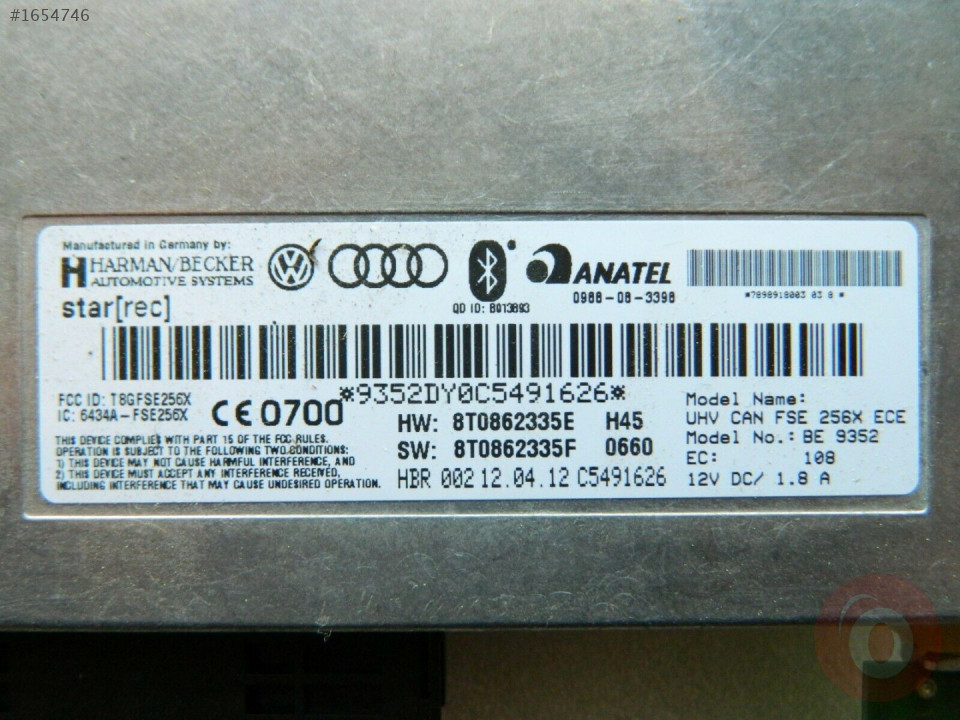 #1654746
Manufactured in Germany by:
HARMAN/BECKER
AUTOMOTIVE SYSTEMS
star[rec]
QD ID: B013893
ANATEL
0988-08-3398
*9352DY0C5491626*
FCC ID: T8GFSE256X
IC: 6434A-FSE256X
CE 0700
THIS DEVICE COMPLIES WITH PART 15 OF THE FCC RULES.
OPERATION IS SUBJECT TO THE FOLLOWING TWO CONDITIONS:
1) THIS DEVICE MAY NOT CAUSE HARMFUL INTERFERENCE, AND
2) THIS DEVICE MUST ACCEPT ANY INTERFERENCE RECEIVED,
INCLUDING INTERFERENCE THAT MAY CAUSE UNDESIRED OPERATION.
HW: 8T0862335E H45
SW: 8T0862335F 0660
HBR 002 12.04.12 C5491626
Model Name:
UHV CAN FSE 256X ECE
Model No.: BE 9352
EC: 108
12V DC/ 1.8 A